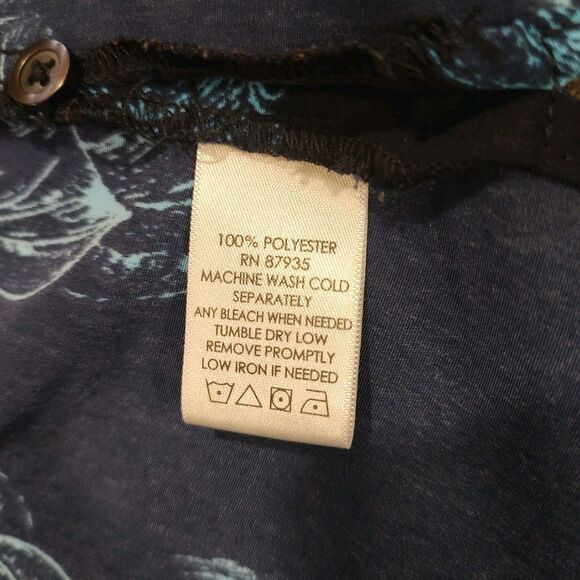 100% POLYESTER
RN 87935
MACHINE WASH COLD
SEPARATELY
ANY BLEACH WHEN NEEDED
TUMBLE DRY LOW
REMOVE PROMPTLY
LOW IRON IF NEEDED